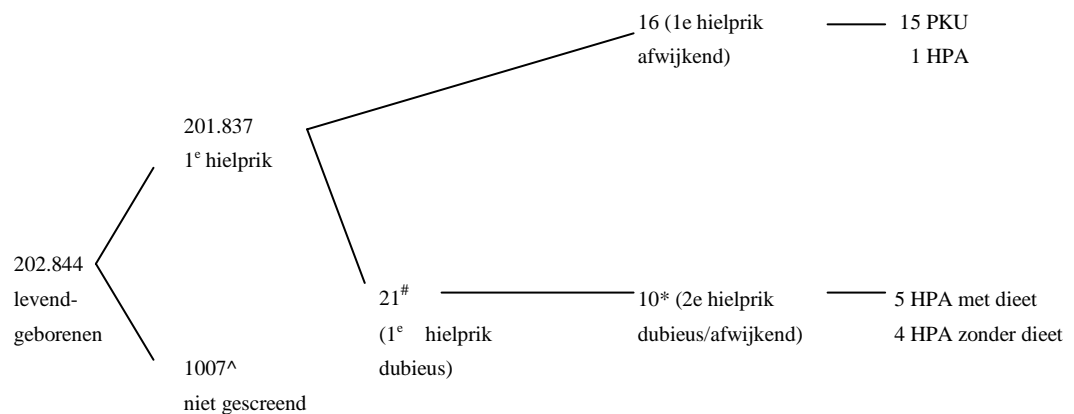 16 (1e hielprik
afwijkend)
15 PKU
1 HPA
201.837
1e hielprik
202.844
levend-
geborenen
21#
(1e hielprik
dubieus)
10* (2e hielprik
dubieus/afwijkend)
5 HPA met dieet
4 HPA zonder dieet
1007^
niet gescreend